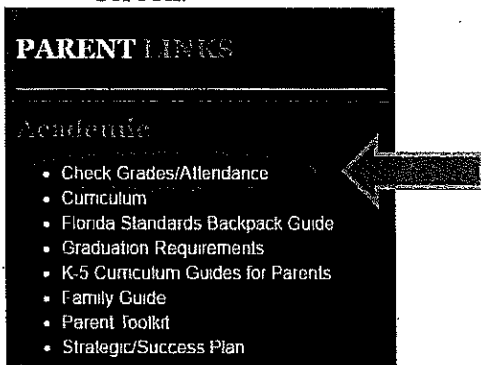 PARENT LINKS
Academic
• Check Grades/Attendance
• Curriculum
• Florida Standards Backpack Guide
• Graduation Requirements
• K-5 Curriculum Guides for Parents
• Family Guide
• Parent Toolkit
• Strategic/Success Plan